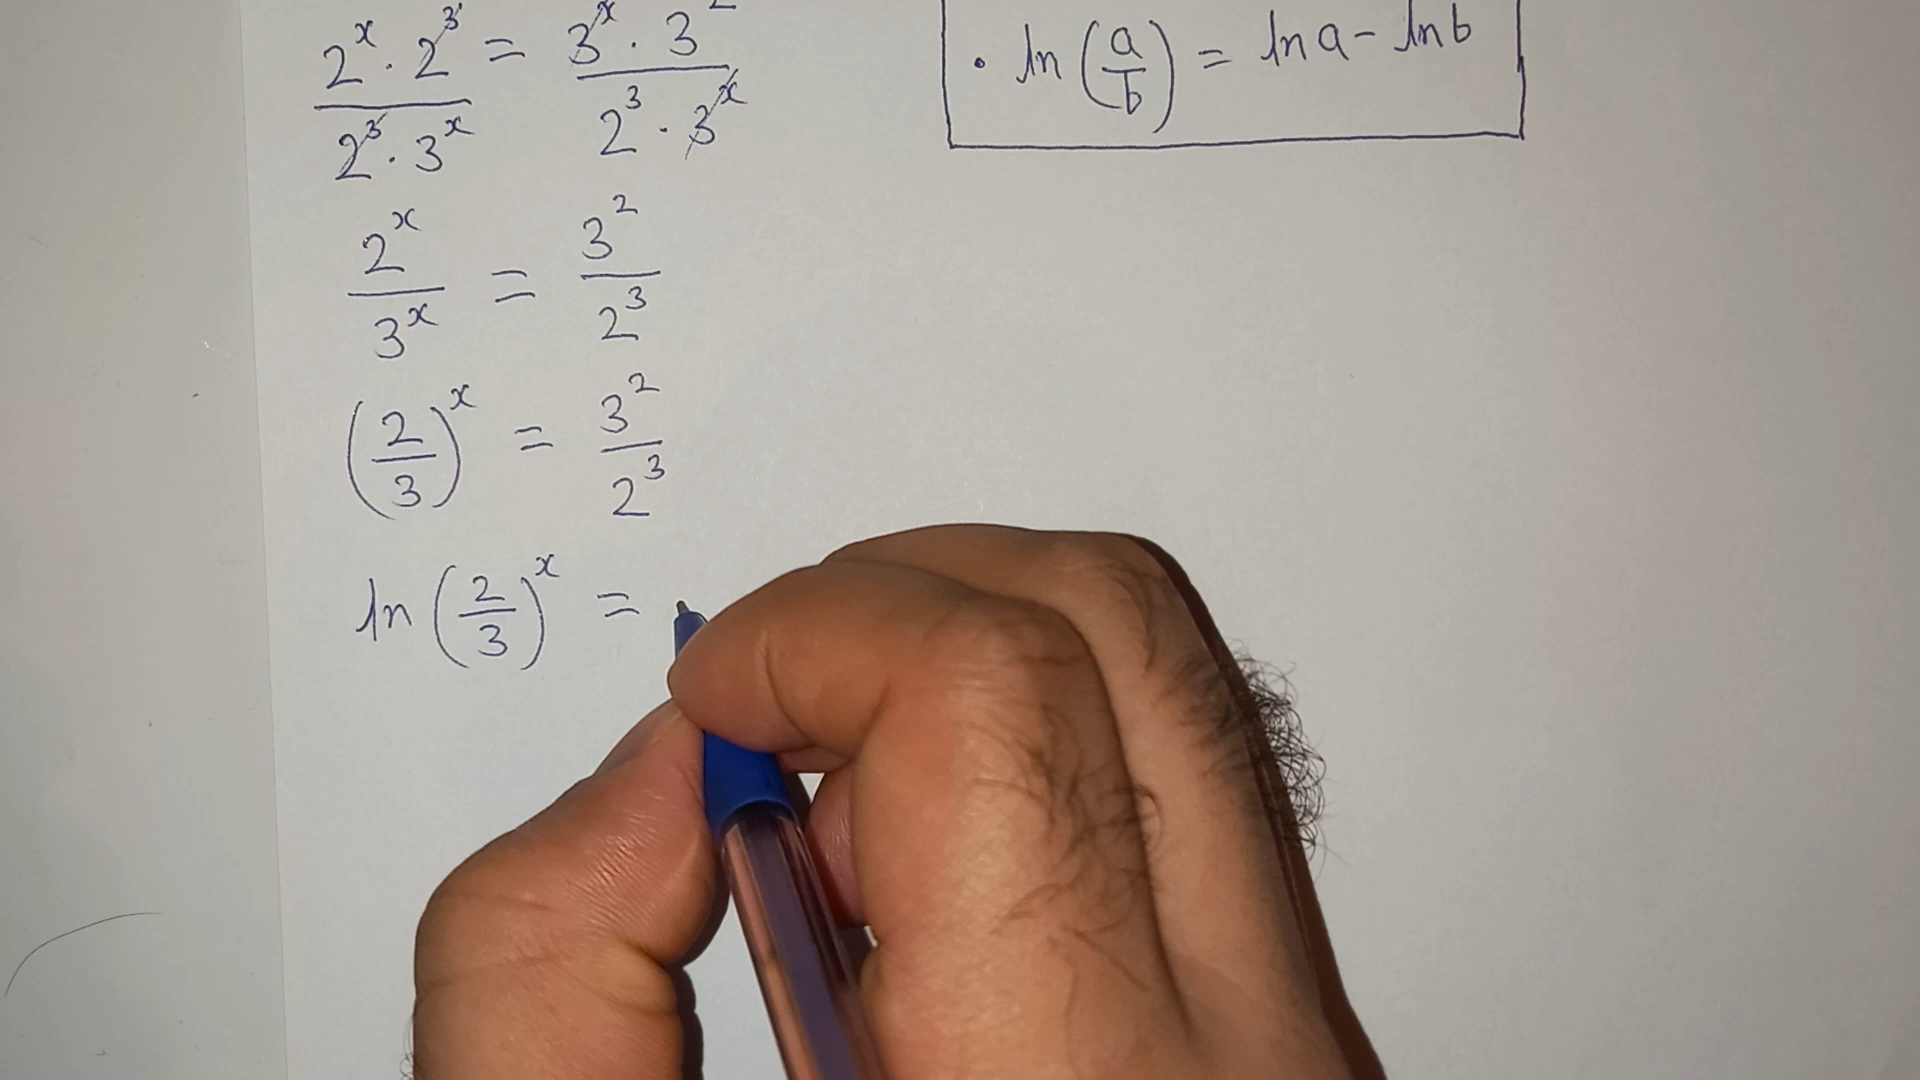 2^x · 2^3 / 2^3 · 3^x = 3^x · 3^2 / 2^3 · 3^x
2^x / 3^x = 3^2 / 2^3
(2/3)^x = 3^2 / 2^3
ln (2/3)^x =
· ln (a/b) = ln a - ln b